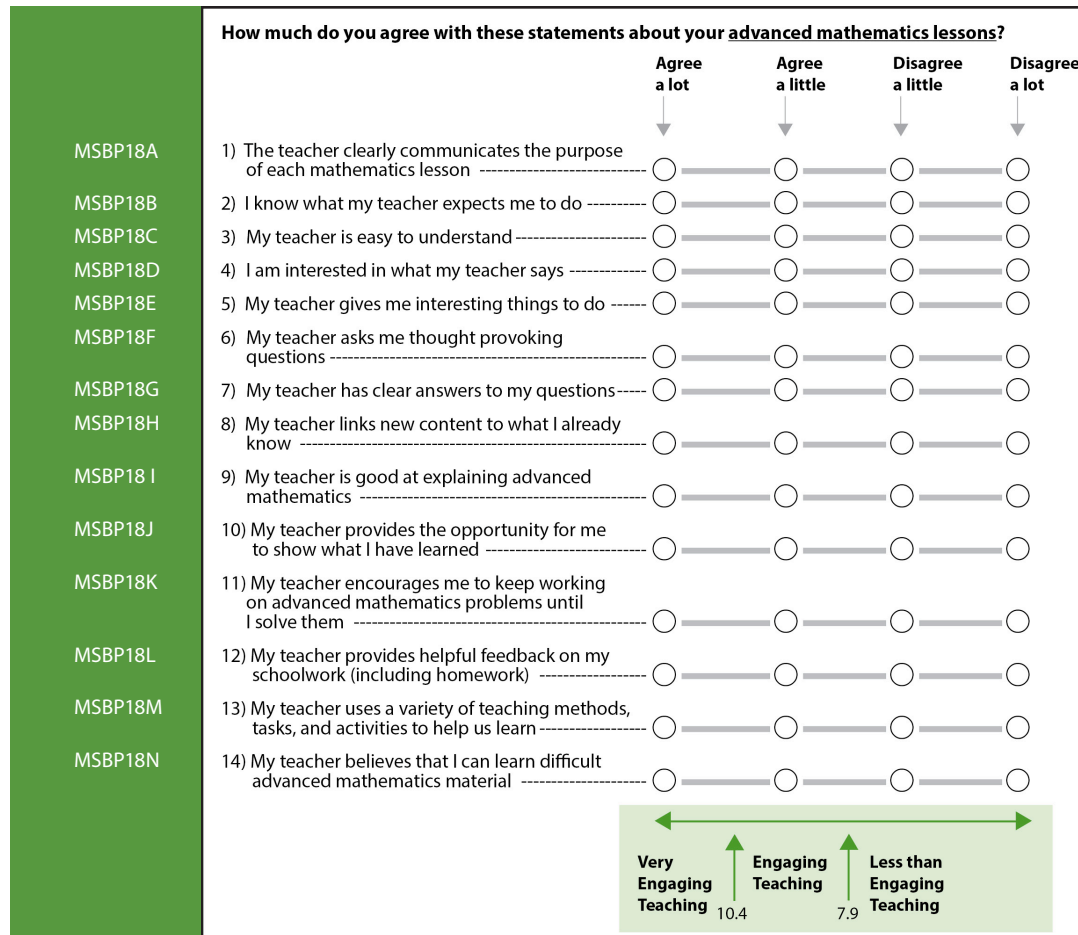 How much do you agree with these statements about your advanced mathematics lessons?
Agree a lot
Agree a little
Disagree a little
Disagree a lot
MSBP18A 1) The teacher clearly communicates the purpose
of each mathematics lesson
MSBP18B 2) I know what my teacher expects me to do
MSBP18C 3) My teacher is easy to understand
MSBP18D 4) I am interested in what my teacher says
MSBP18E 5) My teacher gives me interesting things to do
MSBP18F 6) My teacher asks me thought provoking
questions
MSBP18G 7) My teacher has clear answers to my questions
MSBP18H 8) My teacher links new content to what I already
know
MSBP18 I 9) My teacher is good at explaining advanced
mathematics
MSBP18J 10) My teacher provides the opportunity for me
to show what I have learned
MSBP18K 11) My teacher encourages me to keep working
on advanced mathematics problems until
I solve them
MSBP18L 12) My teacher provides helpful feedback on my
schoolwork (including homework)
MSBP18M 13) My teacher uses a variety of teaching methods,
tasks, and activities to help us learn
MSBP18N 14) My teacher believes that I can learn difficult
advanced mathematics material
Very
Engaging
Teaching
10.4
Engaging
Teaching
7.9
Less than
Engaging
Teaching